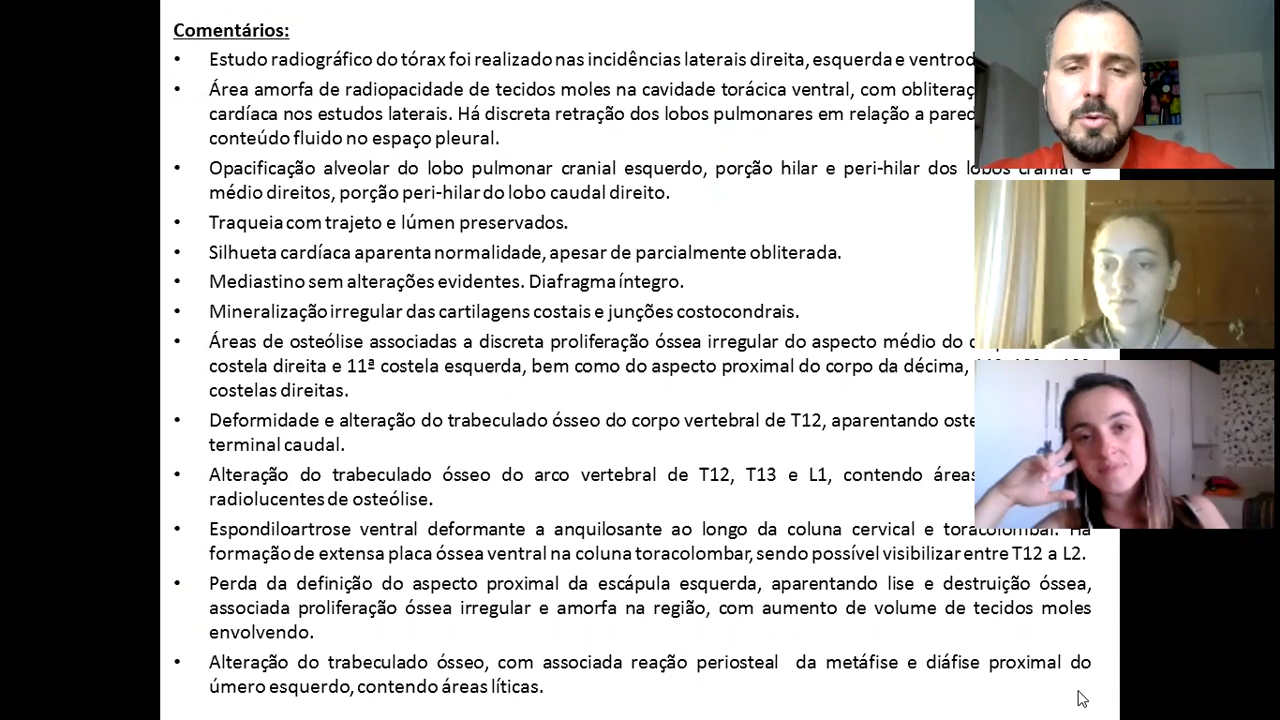 Comentários:
• Estudo radiográfico do tórax foi realizado nas incidências laterais direita, esquerda e
• Área amorfa de radiopacidade de tecidos moles na cavidade torácica ventral, com
cardíaca nos estudos laterais. Há discreta retração dos lobos pulmonares em relação a
conteúdo fluido no espaço pleural.
• Opacificação alveolar do lobo pulmonar cranial esquerdo, porção hilar e peri-hilar dos lobos cranial e
médio direitos, porção peri-hilar do lobo caudal direito.
• Traqueia com trajeto e lúmen preservados.
• Silhueta cardíaca aparenta normalidade, apesar de parcialmente obliterada.
• Mediastino sem alterações evidentes. Diafragma íntegro.
• Mineralização irregular das cartilagens costais e junções costocondrais.
• Áreas de osteólise associadas a discreta proliferação óssea irregular do aspecto médio do
costela direita e 11ª costela esquerda, bem como do aspecto proximal do corpo da décima,
costelas direitas.
• Deformidade e alteração do trabeculado ósseo do corpo vertebral de T12, aparentando
terminal caudal.
• Alteração do trabeculado ósseo do arco vertebral de T12, T13 e L1, contendo áreas
radiolucentes de osteólise.
• Espondiloartrose ventral deformante a anquilosante ao longo da coluna cervical e toracolombar. Há
formação de extensa placa óssea ventral na coluna toracolombar, sendo possível visibilizar entre T12 a L2.
• Perda da definição do aspecto proximal da escápula esquerda, aparentando lise e destruição óssea,
associada proliferação óssea irregular e amorfa na região, com aumento de volume de tecidos moles
envolvendo.
• Alteração do trabeculado ósseo, com associada reação periosteal da metáfise e diáfise proximal do
úmero esquerdo, contendo áreas líticas.